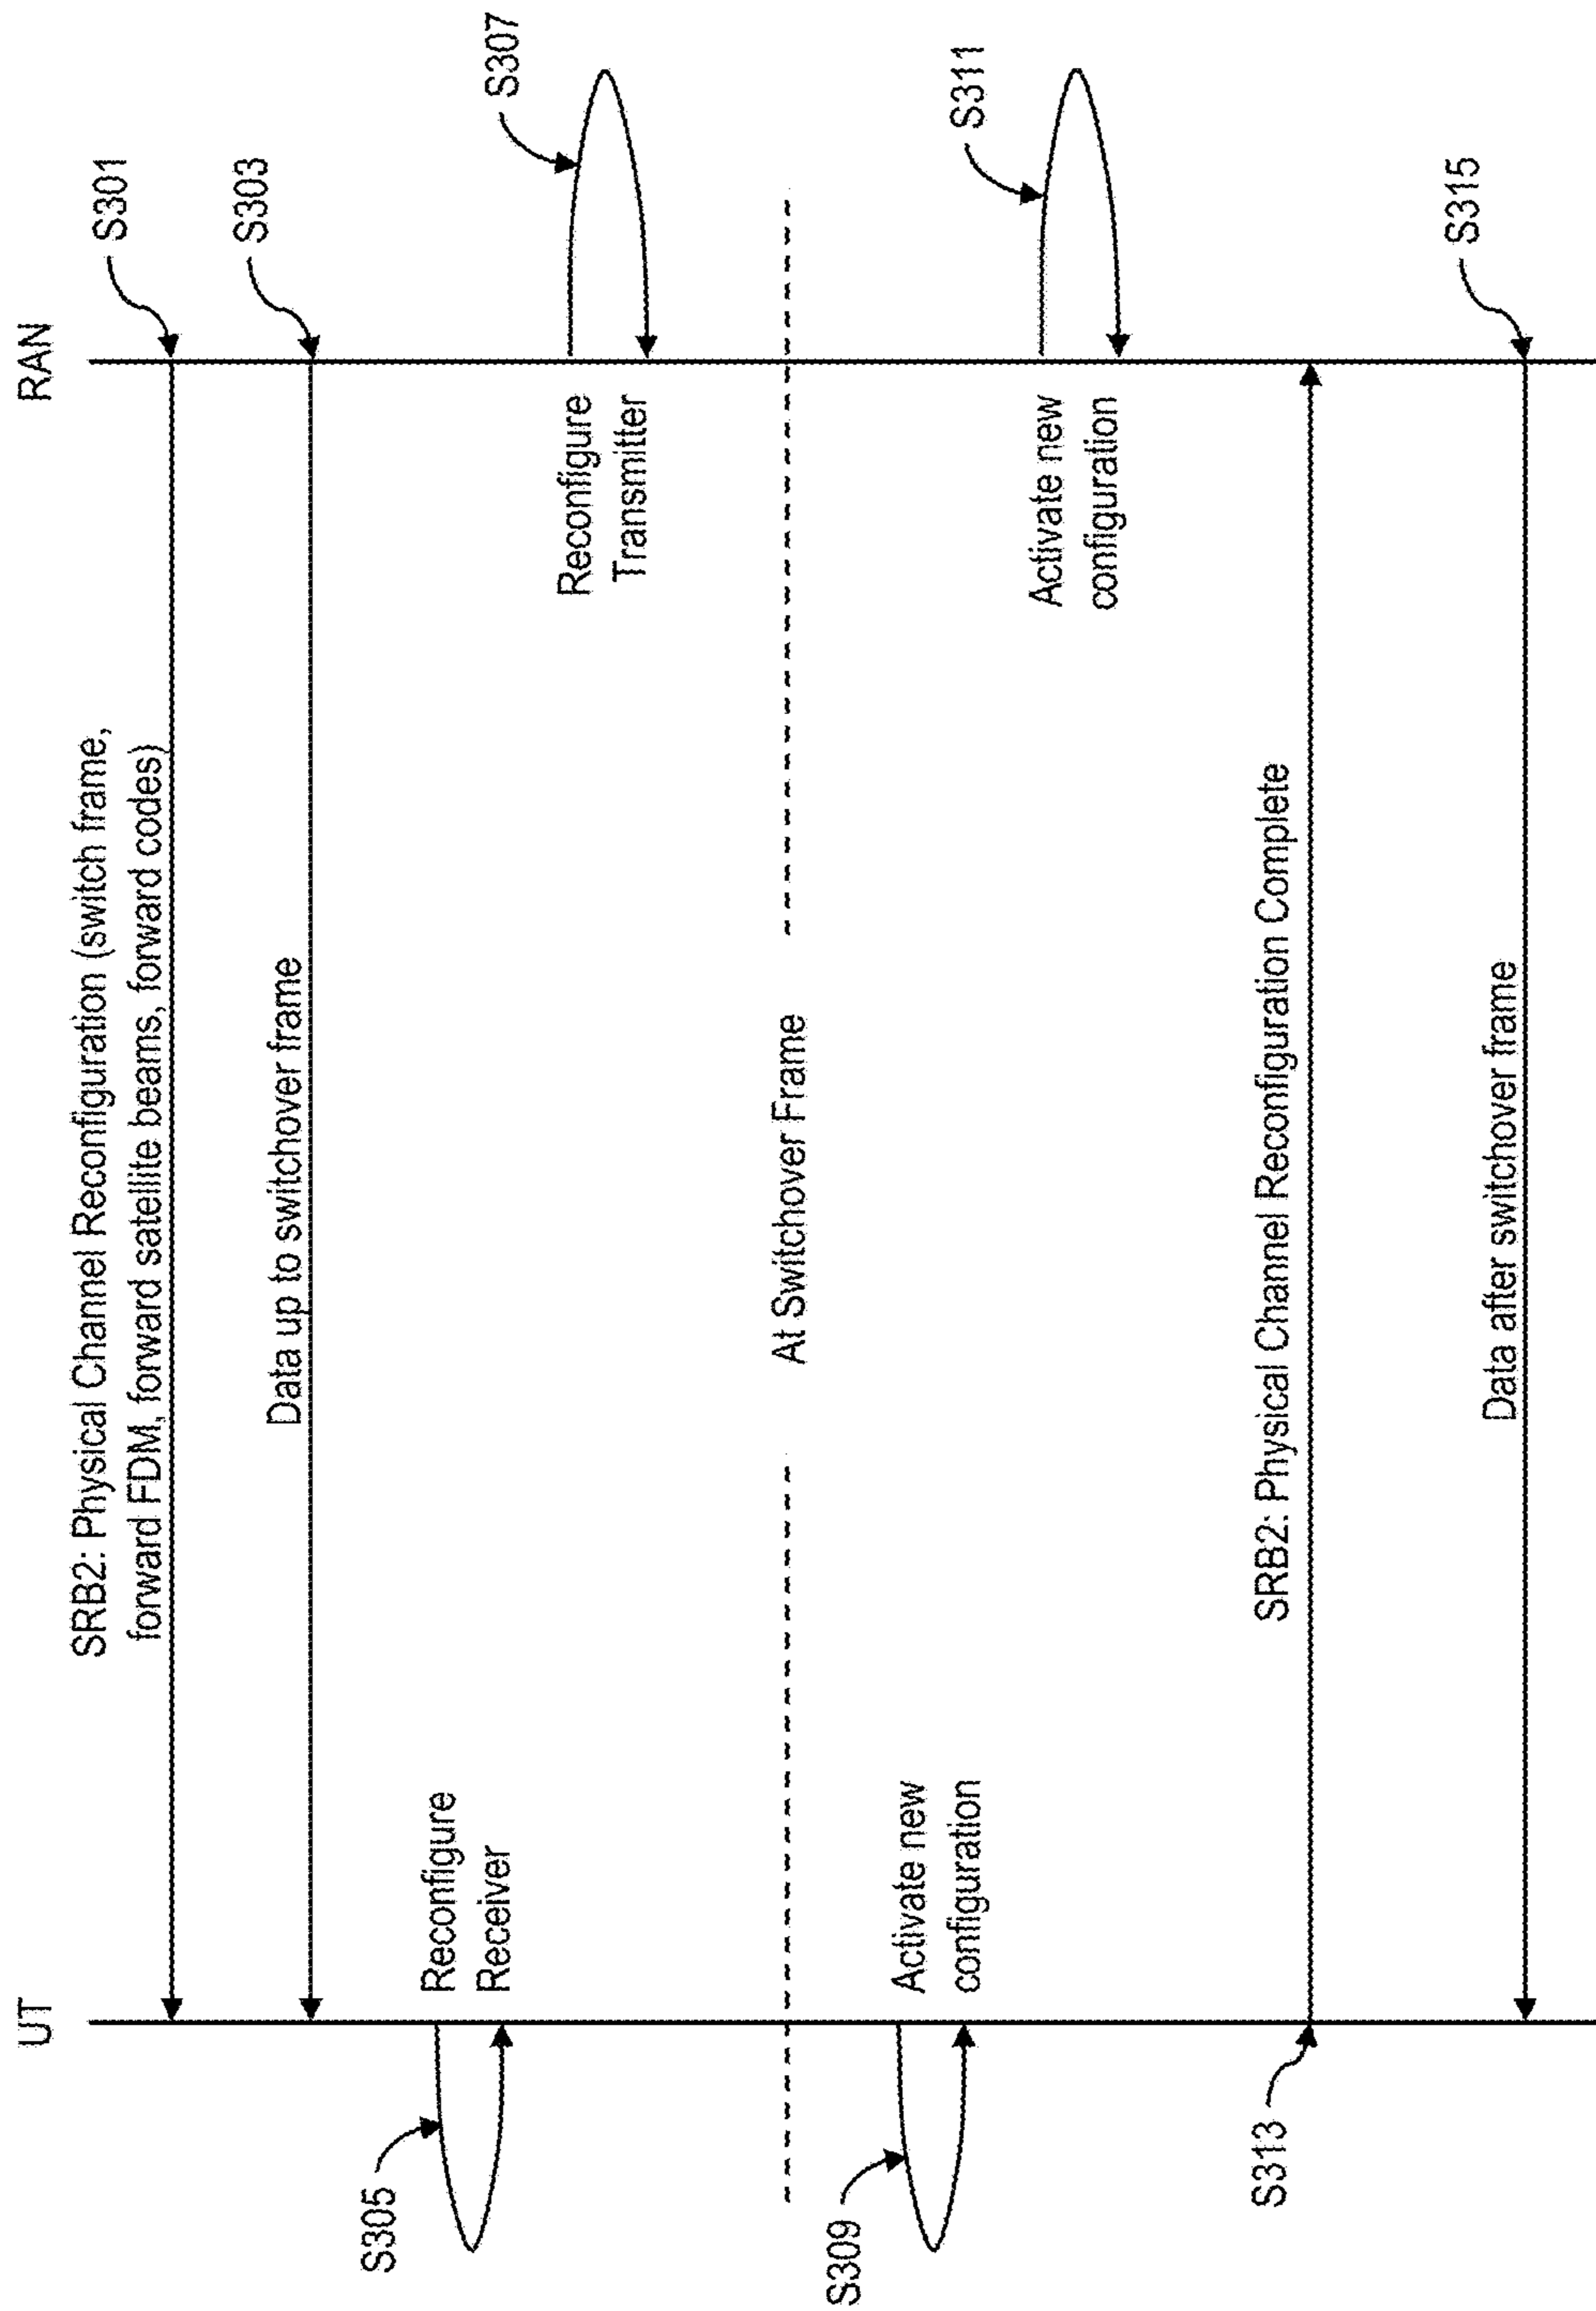 UT
RAN
SRB2: Physical Channel Reconfiguration (switch frame,
forward FDM, forward satellite beams, forward codes)
S301
Data up to switchover frame
S303
S305
Reconfigure
Receiver
Reconfigure
Transmitter
S307
At Switchover Frame
S309
Activate new
configuration
Activate new
configuration
S311
SRB2: Physical Channel Reconfiguration Complete
S313
Data after switchover frame
S315